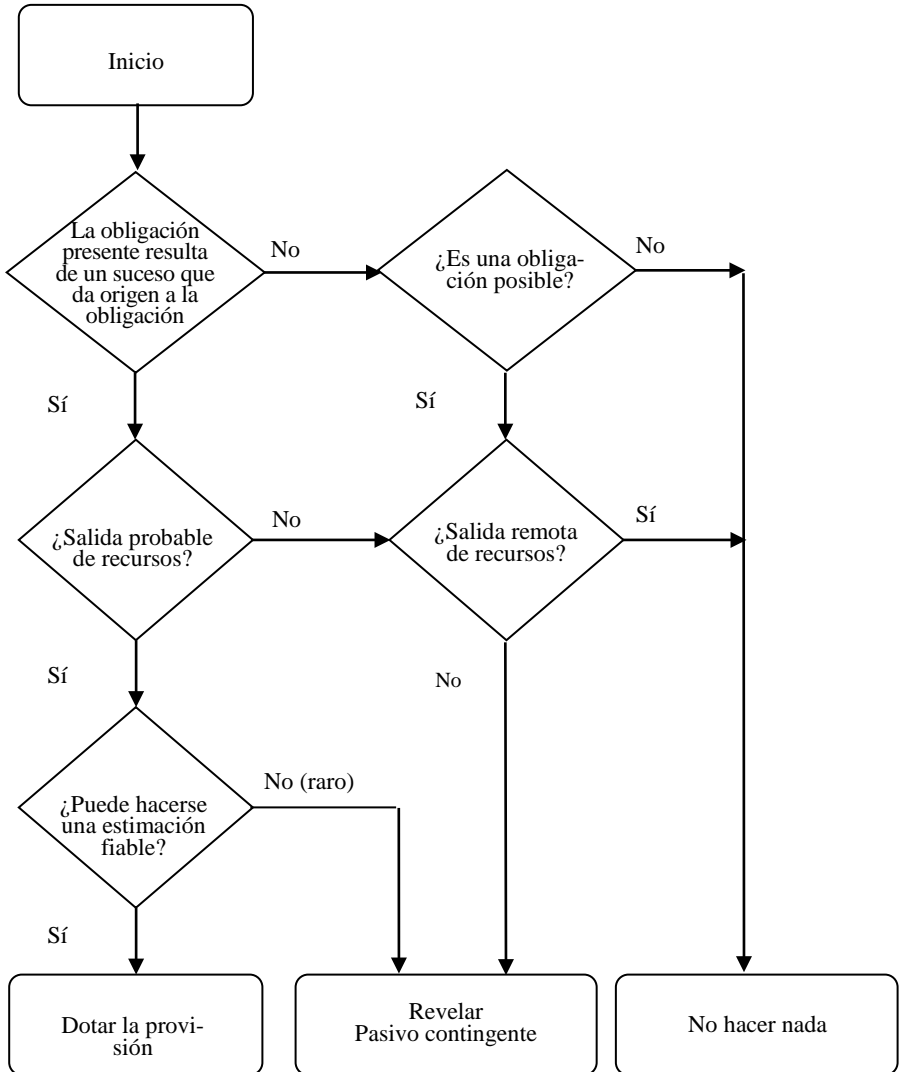 Inicio
La obligación
presente resulta
de un suceso que
da origen a la
obligación
No
¿Es una obliga-
ción posible?
No
Sí
Sí
¿Salida probable
de recursos?
No
¿Salida remota
de recursos?
Sí
Sí
No
¿Puede hacerse
una estimación
fiable?
No (raro)
Sí
Dotar la provi-
sión
Revelar
Pasivo contingente
No hacer nada